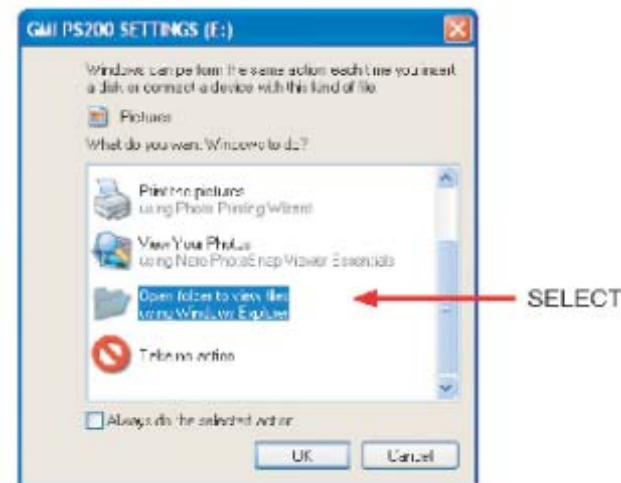 GMI PS200 SETTINGS (E:)
Windows can perform the same action each time you insert
a disk or connect a device with this kind of file:
Pictures
What do you want Windows to do?
Print the pictures
using Photo Printing Wizard
View Your Photos
using Nero PhotoSnap Viewer Essentials
Open folder to view files
using Windows Explorer
SELECT
Take no action
Always do the selected action
OK
Cancel